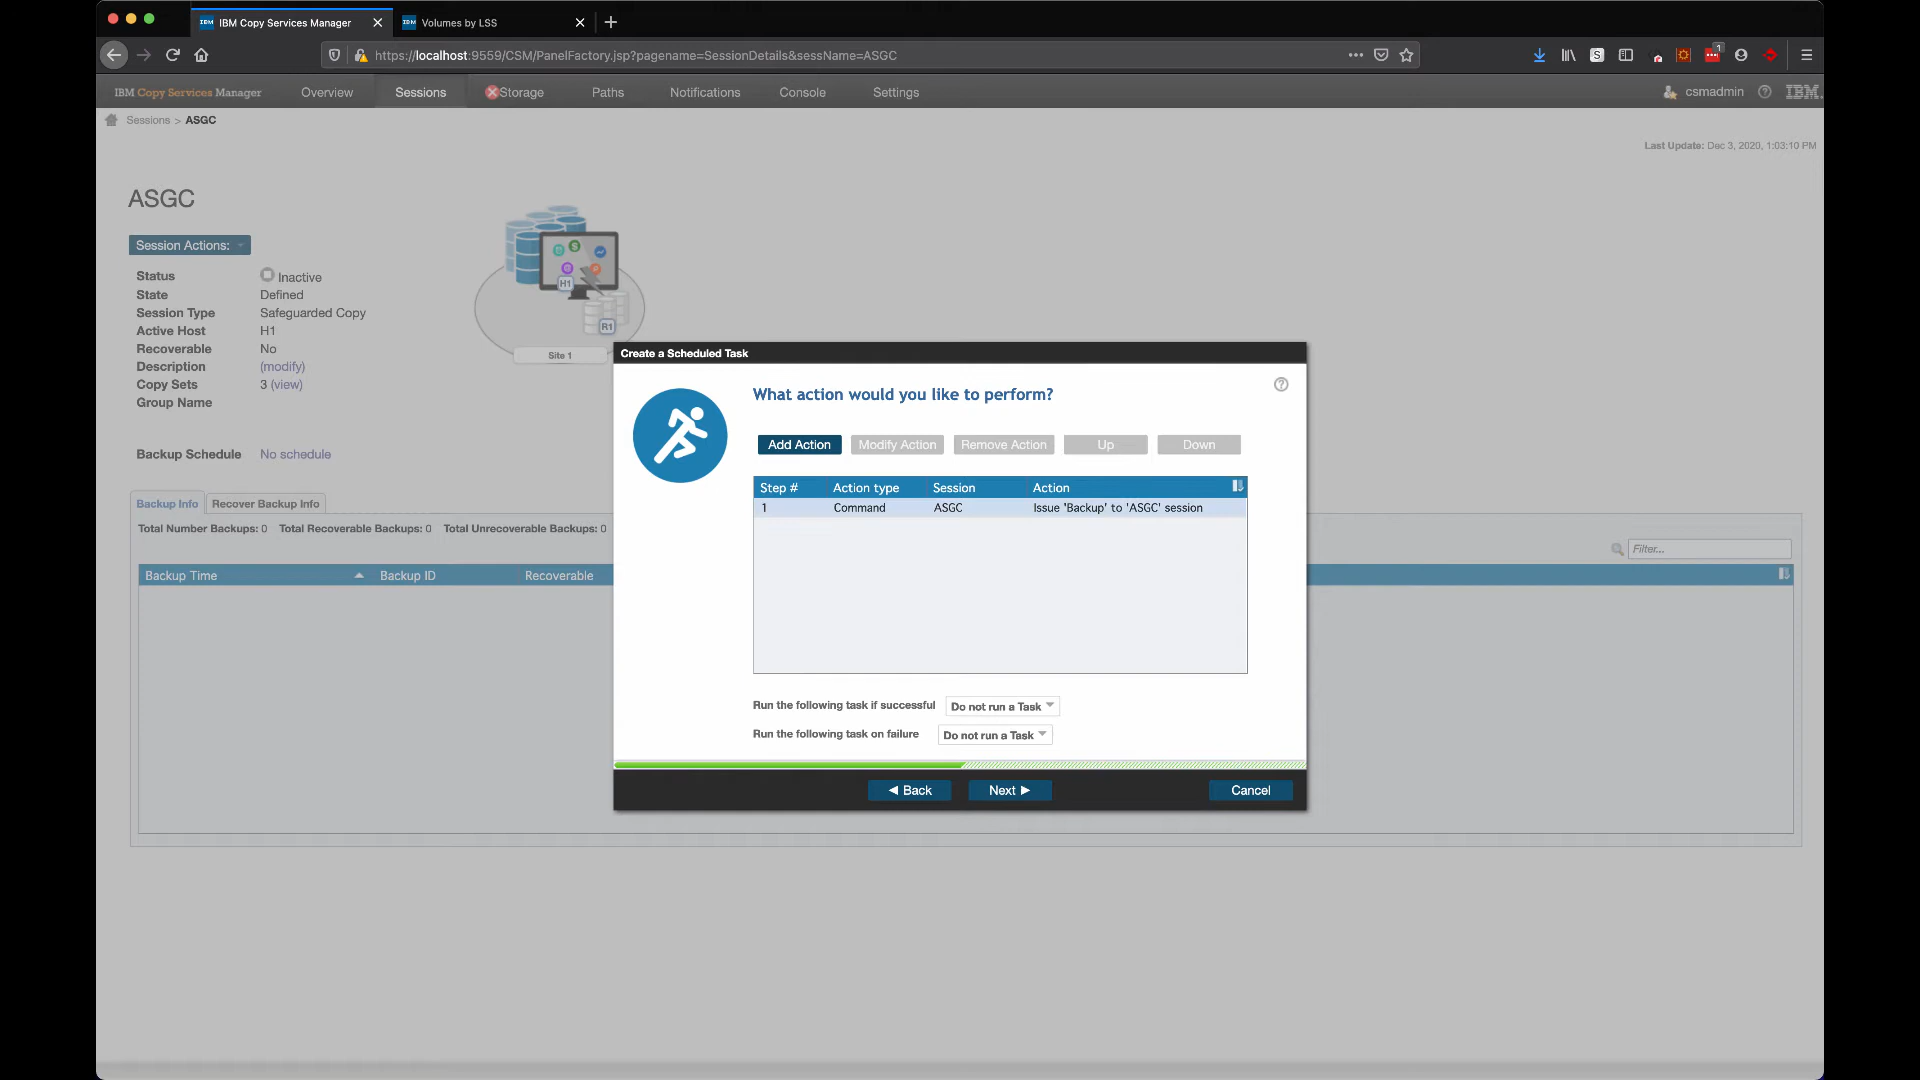 IBM Copy Services Manager
Volumes by LSS
https://localhost:9559/CSM/PanelFactory.jsp?pagename=SessionDetails&sessName=ASGC
IBM Copy Services Manager
Overview
Sessions
Storage
Paths
Notifications
Console
Settings
csmadmin
IBM.
Sessions > ASGC
Last Update: Dec 3, 2020, 1:03:10 PM
ASGC
Session Actions:
Status Inactive
State Defined
Session Type Safeguarded Copy
Active Host H1
Recoverable No
Description (modify)
Copy Sets 3 (view)
Group Name
Backup Schedule No schedule
H1
R1
Site 1
Backup Info
Recover Backup Info
Total Number Backups: 0 Total Recoverable Backups: 0 Total Unrecoverable Backups: 0
Filter...
Backup Time Backup ID Recoverable
Create a Scheduled Task
What action would you like to perform?
Add Action
Modify Action
Remove Action
Up
Down
Step # Action type Session Action
1 Command ASGC Issue 'Backup' to 'ASGC' session
Run the following task if successful Do not run a Task
Run the following task on failure Do not run a Task
Back
Next
Cancel